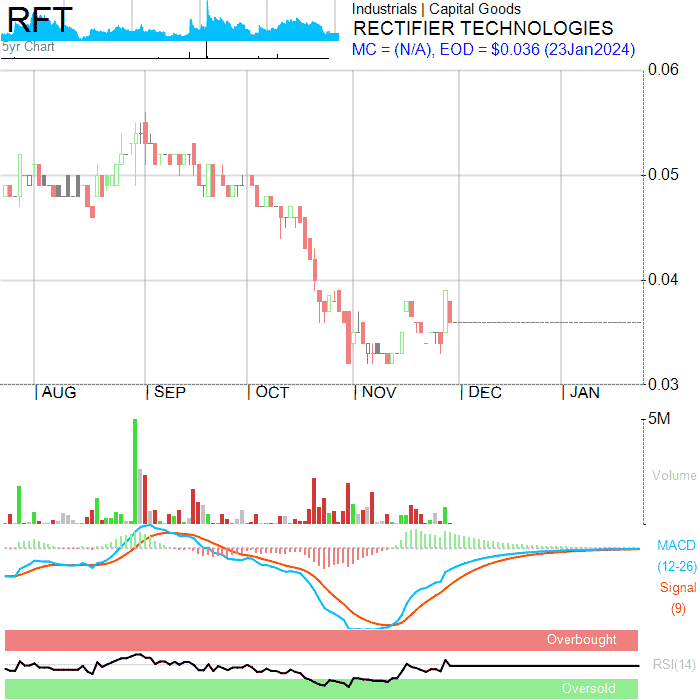 RFT
5yr Chart
Industrials | Capital Goods
RECTIFIER TECHNOLOGIES
MC = (N/A), EOD = $0.036 (23Jan2024)
0.06
0.05
0.04
0.03
AUG SEP OCT NOV DEC JAN
5M
Volume
MACD
(12-26)
Signal
(9)
Overbought
RSI(14)
Oversold